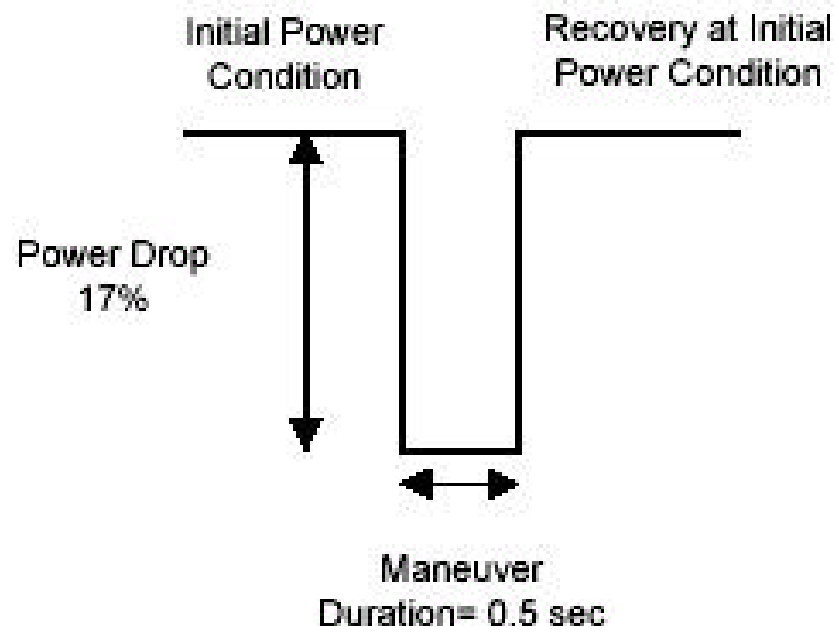 Initial Power
Condition
Recovery at Initial
Power Condition
Power Drop
17%
Maneuver
Duration= 0.5 sec